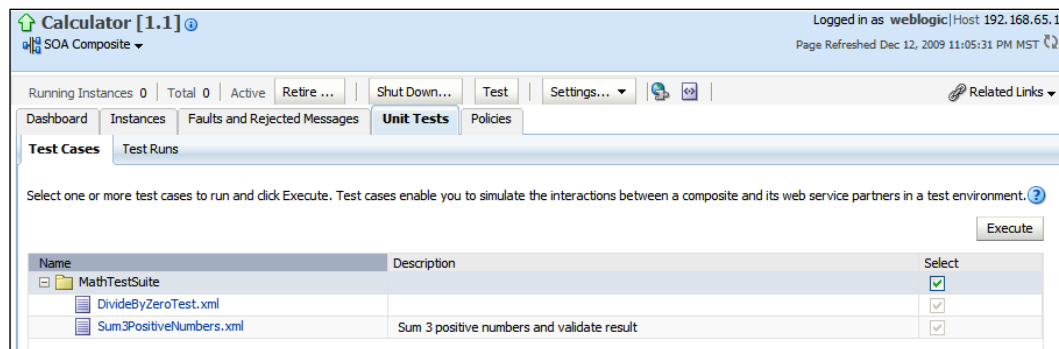 Calculator [1.1] Logged in as weblogic|Host 192.168.65.1
SOA Composite Page Refreshed Dec 12, 2009 11:05:31 PM MST
Running Instances 0 Total 0 Active Retire ... Shut Down... Test Settings... Related Links
Dashboard Instances Faults and Rejected Messages Unit Tests Policies
Test Cases Test Runs
Select one or more test cases to run and click Execute. Test cases enable you to simulate the interactions between a composite and its web service partners in a test environment.
Execute
Name Description Select
MathTestSuite
DivideByZeroTest.xml
Sum3PositiveNumbers.xml Sum 3 positive numbers and validate result